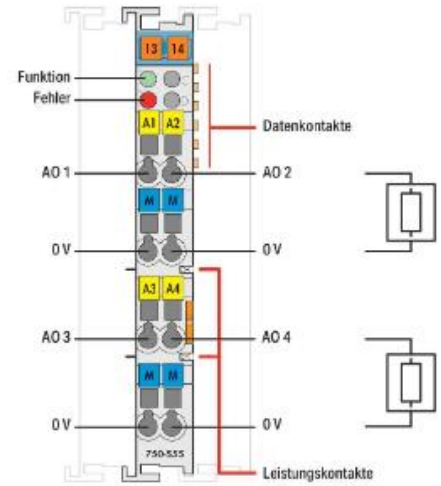 13 14
Funktion
Fehler
A1 A2
Datenkontakte
AO 1 AO 2
M M
0 V 0 V
A3 A4
AO 3 AO 4
M M
0 V 0 V
750-555
Leistungskontakte